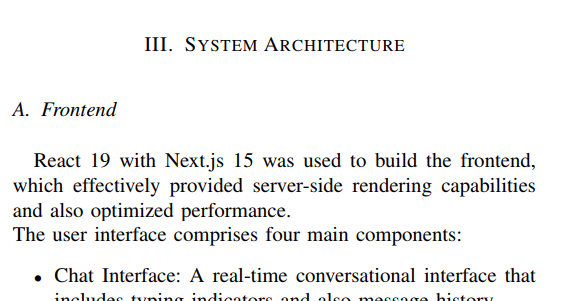 III. SYSTEM ARCHITECTURE
A. Frontend
React 19 with Next.js 15 was used to build the frontend,
which effectively provided server-side rendering capabilities
and also optimized performance.
The user interface comprises four main components:
• Chat Interface: A real-time conversational interface that
includes typing indicators and also message history